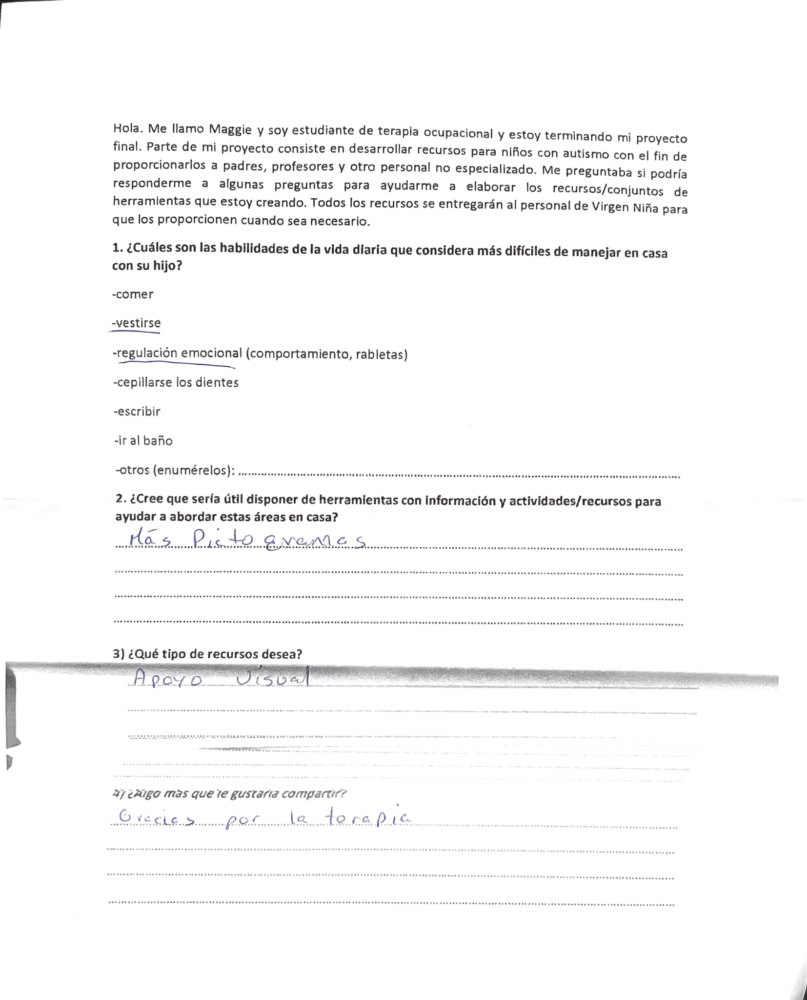 Hola. Me llamo Maggie y soy estudiante de terapia ocupacional y estoy terminando mi proyecto
final. Parte de mi proyecto consiste en desarrollar recursos para niños con autismo con el fin de
proporcionarlos a padres, profesores y otro personal no especializado. Me preguntaba si podría
responderme a algunas preguntas para ayudarme a elaborar los recursos/conjuntos de
herramientas que estoy creando. Todos los recursos se entregarán al personal de Virgen Niña para
que los proporcionen cuando sea necesario.
1. ¿Cuáles son las habilidades de la vida diaria que considera más difíciles de manejar en casa
con su hijo?
-comer
-vestirse
-regulación emocional (comportamiento, rabietas)
-cepillarse los dientes
-escribir
-ir al baño
-otros (enumérelos):
2. ¿Cree que sería útil disponer de herramientas con información y actividades/recursos para
ayudar a abordar estas áreas en casa?
Más Pictogramas
3) ¿Qué tipo de recursos desea?
Apoyo Visual
4) ¿Algo más que le gustaría compartir?
Gracias por la terapia